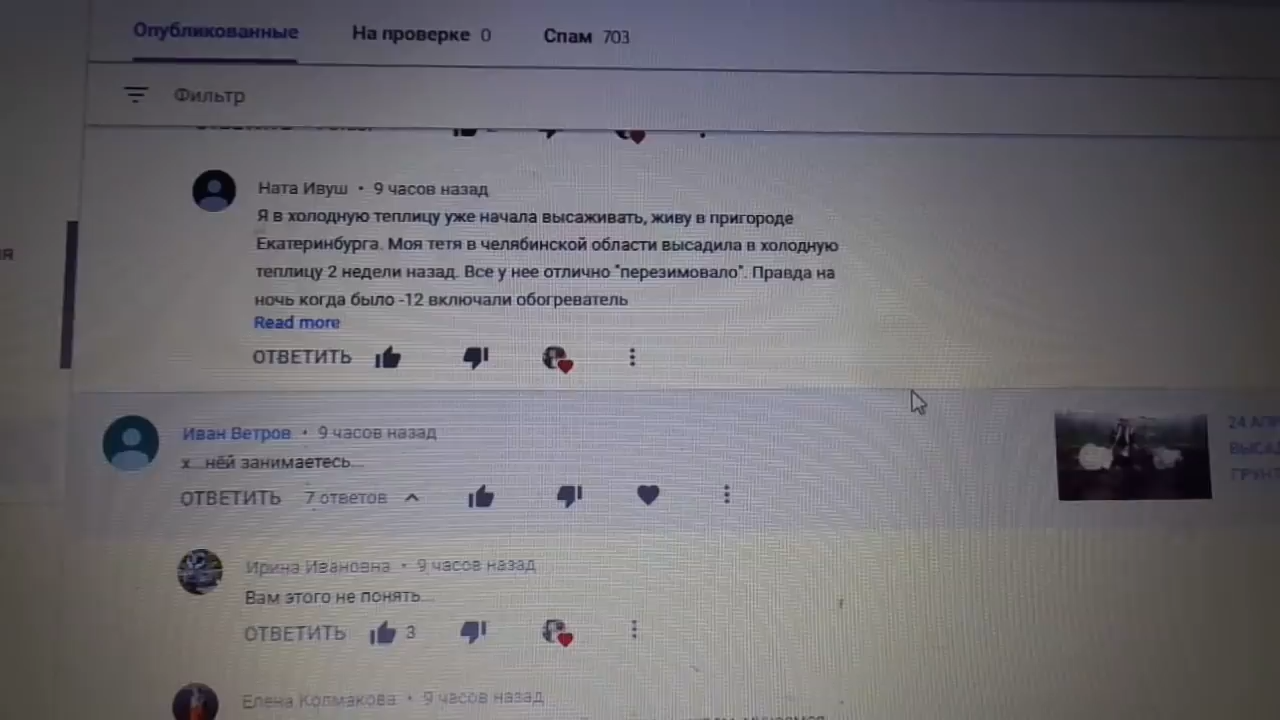 Опубликованные На проверке 0 Спам 703
Фильтр
Ната Ивуш • 9 часов назад
Я в холодную теплицу уже начала высаживать, живу в пригороде
Екатеринбурга. Моя тетя в челябинской области высадила в холодную
теплицу 2 недели назад. Все у нее отлично "перезимовало". Правда на
ночь когда было -12 включали обогреватель
Read more
ОТВЕТИТЬ
Иван Ветров • 9 часов назад
х...нёй занимаетесь...
ОТВЕТИТЬ 7 ответов
24
Ирина Ивановна • 9 часов назад
Вам этого не понять...
ОТВЕТИТЬ 3
Елена Колмакова • 9 часов назад